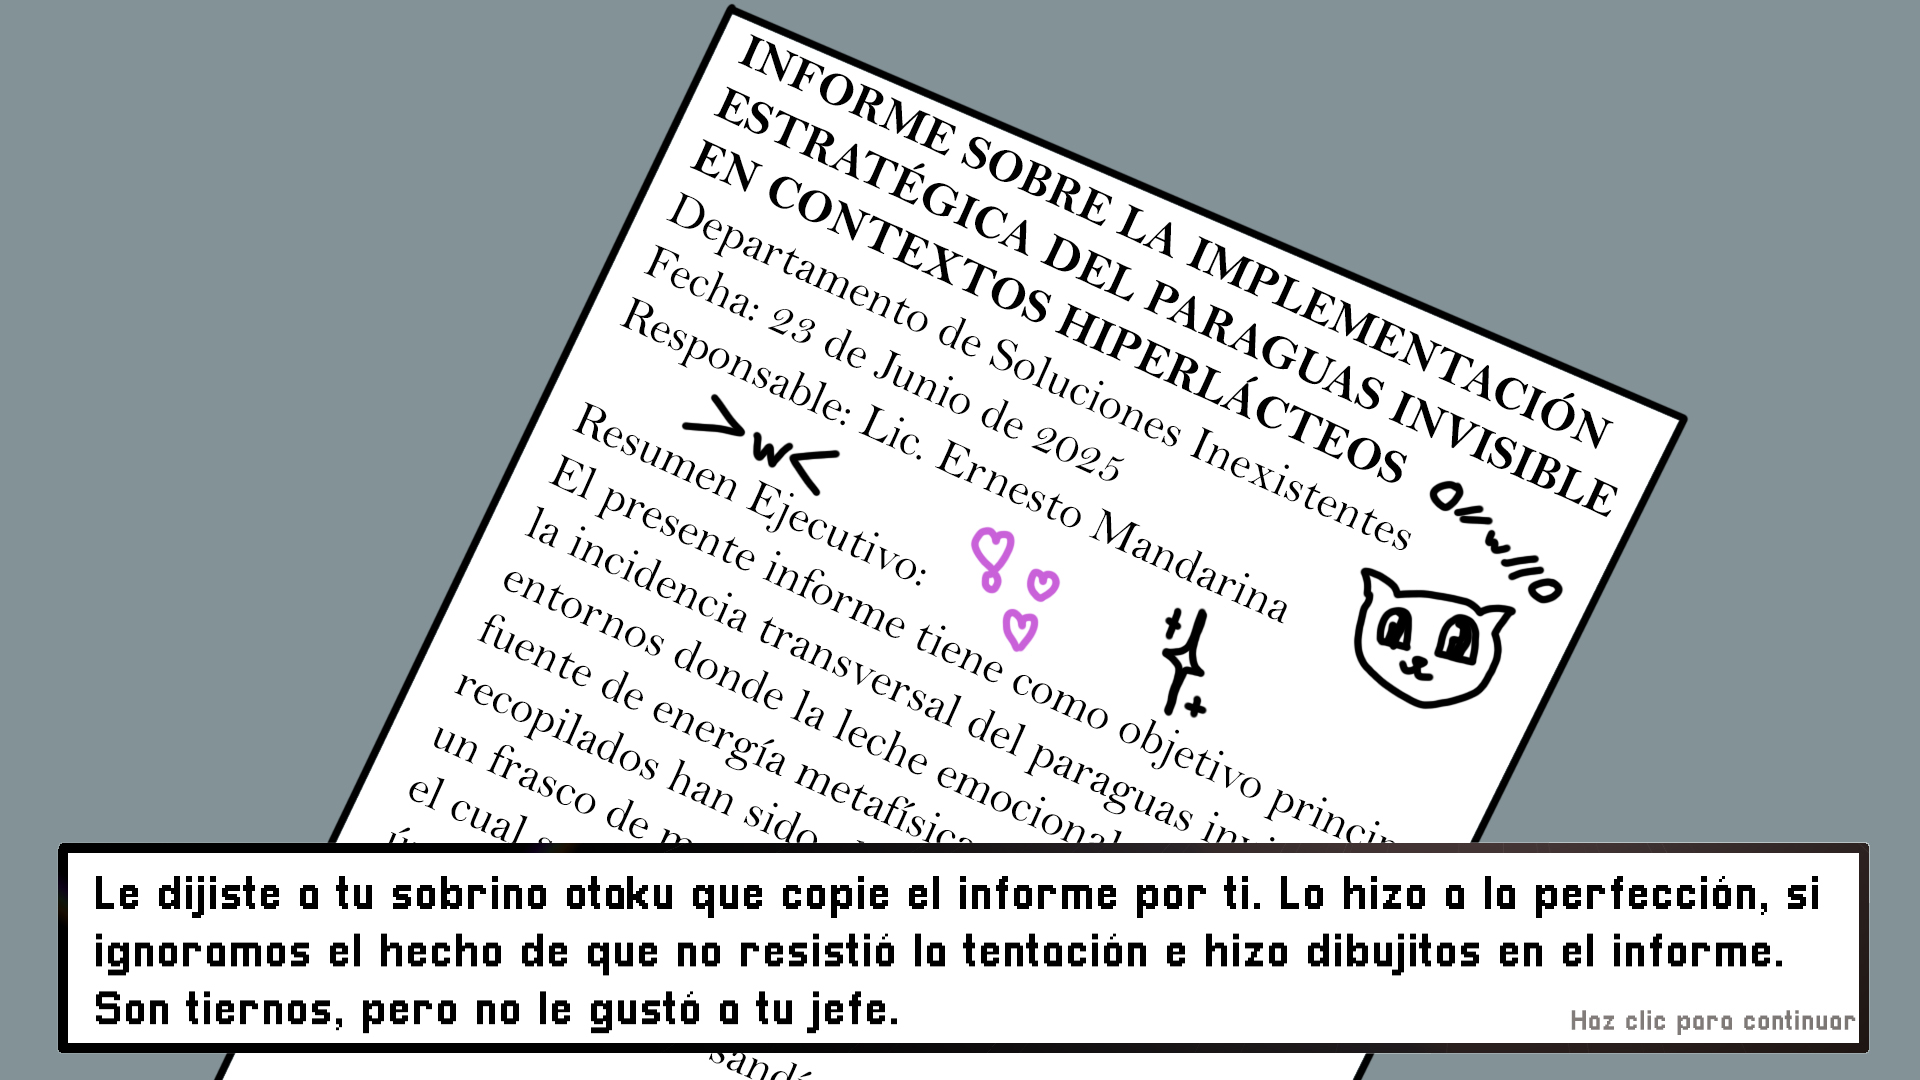 INFORME SOBRE LA IMPLEMENTACIÓN
ESTRATÉGICA DEL PARAGUAS INVISIBLE
EN CONTEXTOS HIPERLÁCTEOS
Departamento de Soluciones Inexistentes
Fecha: 23 de Junio de 2025
Responsable: Lic. Ernesto Mandarina
>w<
O//w//O
Resumen Ejecutivo:
El presente informe tiene como objetivo
la incidencia transversal del paraguas
entornos donde la leche emocional
fuente de energía metafísica
recopilados han sido
un frasco de
el cual
Le dijiste a tu sobrino otaku que copie el informe por ti. Lo hizo a la perfección, si
ignoramos el hecho de que no resistió la tentación e hizo dibujitos en el informe.
Son tiernos, pero no le gustó a tu jefe.
Haz clic para continuar